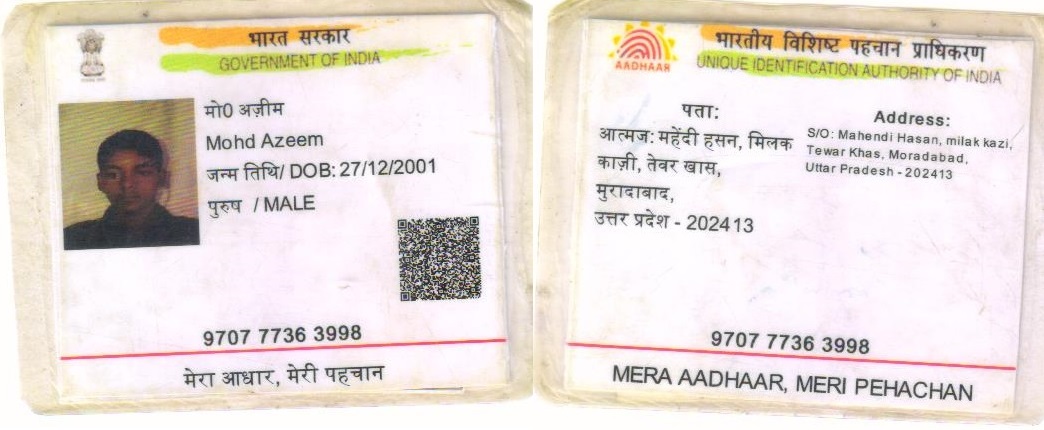 भारत सरकार
GOVERNMENT OF INDIA
मो0 अज़ीम
Mohd Azeem
जन्म तिथि/ DOB: 27/12/2001
पुरुष / MALE
9707 7736 3998
मेरा आधार, मेरी पहचान
AADHAAR
भारतीय विशिष्ट पहचान प्राधिकरण
UNIQUE IDENTIFICATION AUTHORITY OF INDIA
पता:
आत्मज: महेंदी हसन, मिलक
काज़ी, तेवर खास,
मुरादाबाद,
उत्तर प्रदेश - 202413
Address:
S/O: Mahendi Hasan, milak kazi,
Tewar Khas, Moradabad,
Uttar Pradesh - 202413
9707 7736 3998
MERA AADHAAR, MERI PEHACHAN